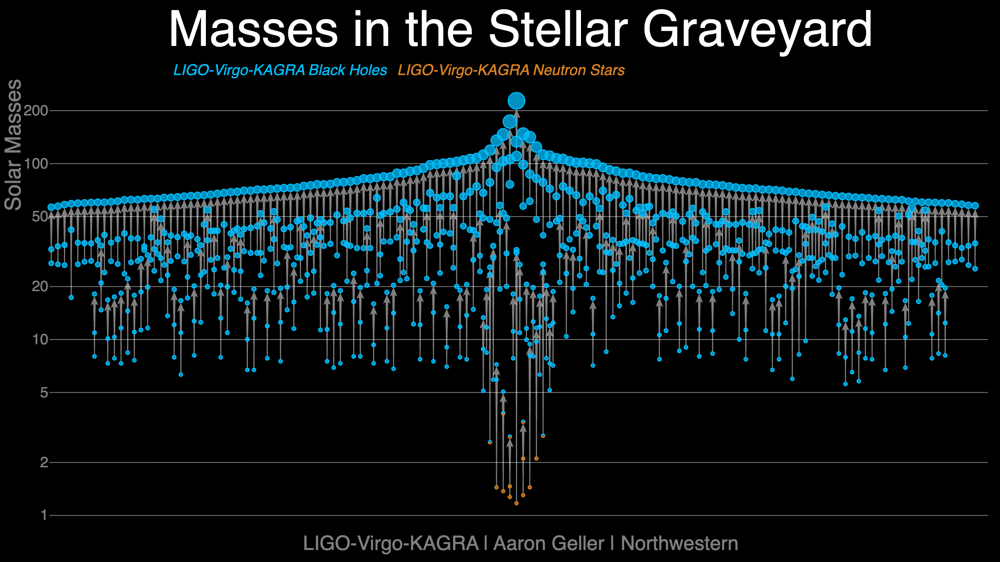 Masses in the Stellar Graveyard
LIGO-Virgo-KAGRA Black Holes LIGO-Virgo-KAGRA Neutron Stars
Solar Masses
200
100
50
20
10
5
2
1
LIGO-Virgo-KAGRA | Aaron Geller | Northwestern